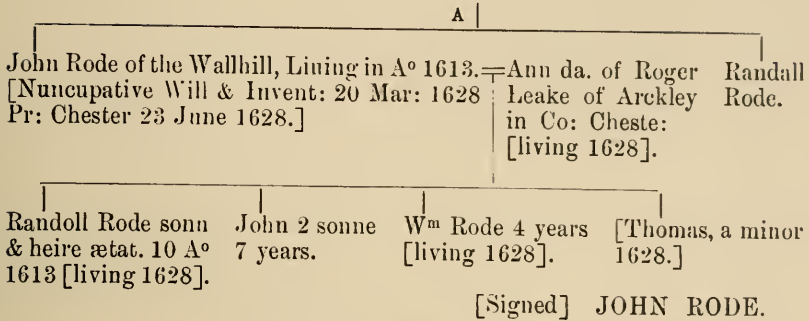 A
John Rode of the Wallhill, Liuing in Aº 1613.
[Nuncupative Will & Invent: 20 Mar: 1628
Pr: Chester 23 June 1628.]
Ann da. of Roger
Leake of Arckley
in Co: Cheste:
[living 1628].
Randall
Rode.
Randoll Rode sonn
& heire ætat. 10 Aº
1613 [living 1628].
John 2 sonne
7 years.
Wᵐ Rode 4 years
[living 1628].
[Thomas, a minor
1628.]
[Signed] JOHN RODE.